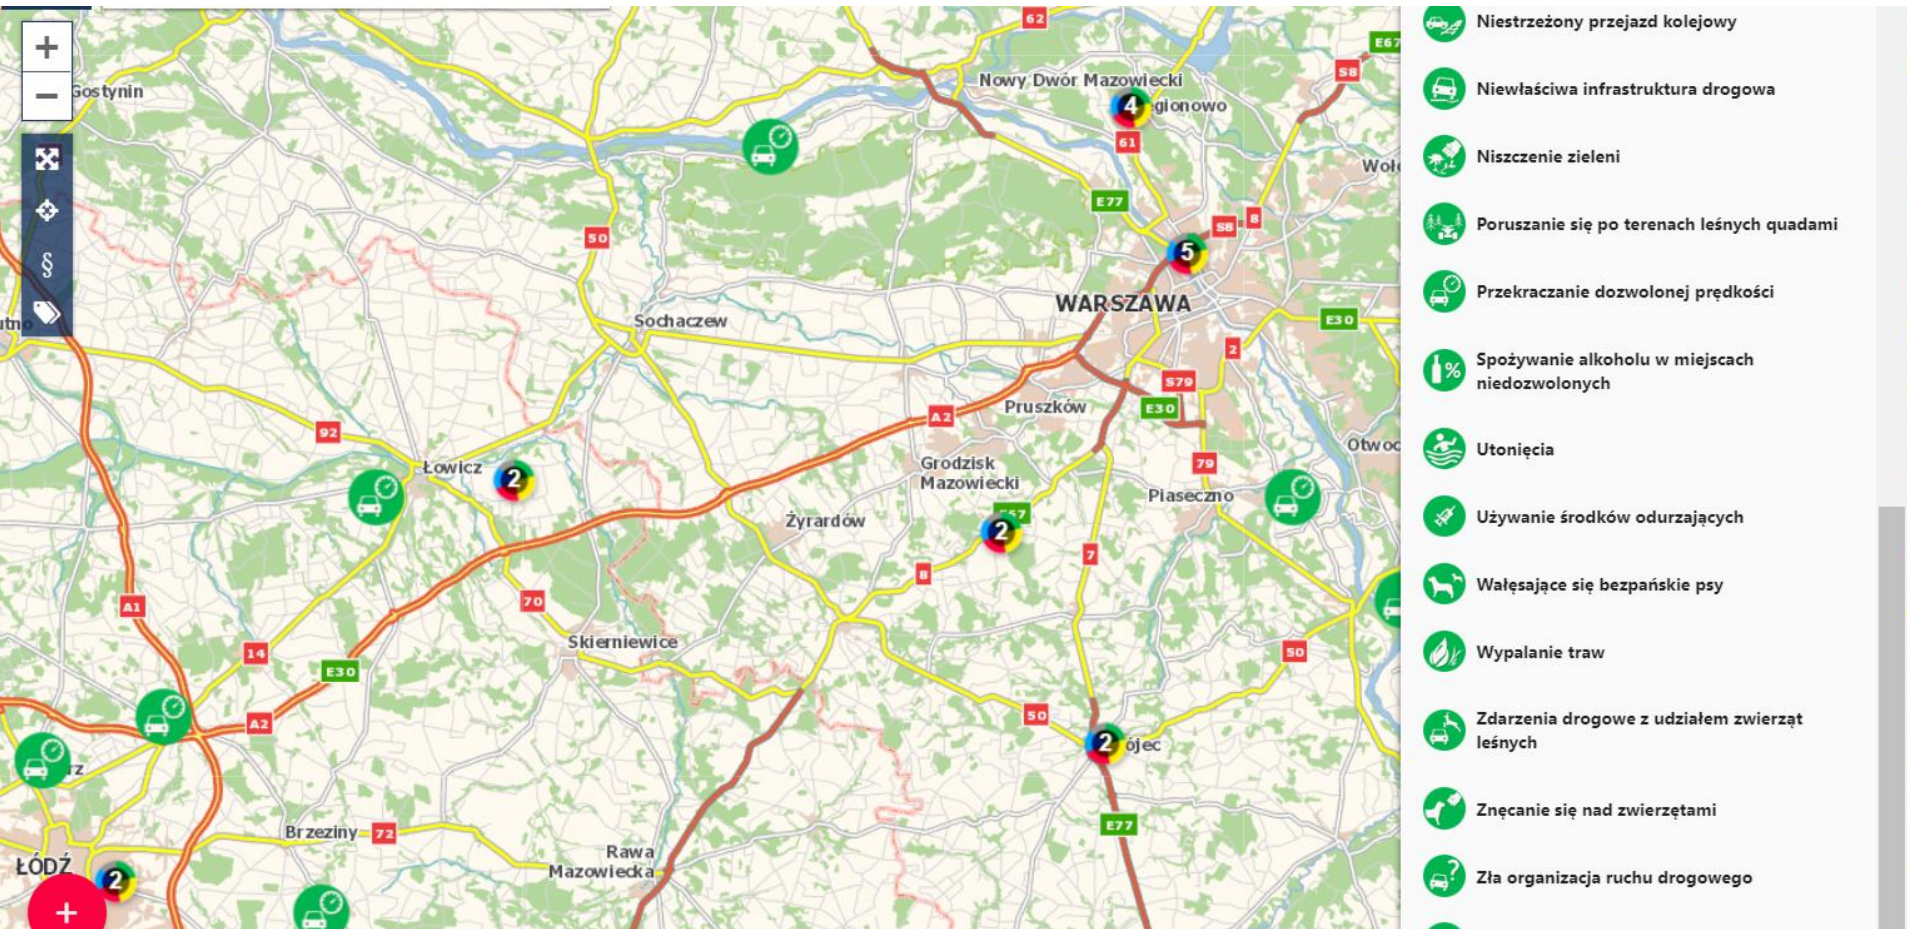 62
E67
S8
Nowy Dwór Mazowiecki
Gostynin
4
egionowo
61
Woł
E77
50
S8
8
5
WARSZAWA
Sochaczew
E30
2
S79
92
Pruszków
E30
A2
Otwoc
Łowicz
2
Grodzisk
Mazowiecki
79
Piaseczno
Żyrardów
2
8
7
70
A1
Skierniewice
14
50
E30
50
A2
2
ójec
rz
Brzeziny
72
E77
Rawa
Mazowiecka
ŁÓDŹ
2
+
−
§
+
Niestrzeżony przejazd kolejowy
Niewłaściwa infrastruktura drogowa
Niszczenie zieleni
Poruszanie się po terenach leśnych quadami
Przekraczanie dozwolonej prędkości
Spożywanie alkoholu w miejscach
niedozwolonych
%
Utonięcia
Używanie środków odurzających
Wałęsające się bezpańskie psy
Wypalanie traw
Zdarzenia drogowe z udziałem zwierząt
leśnych
Znęcanie się nad zwierzętami
?
Zła organizacja ruchu drogowego